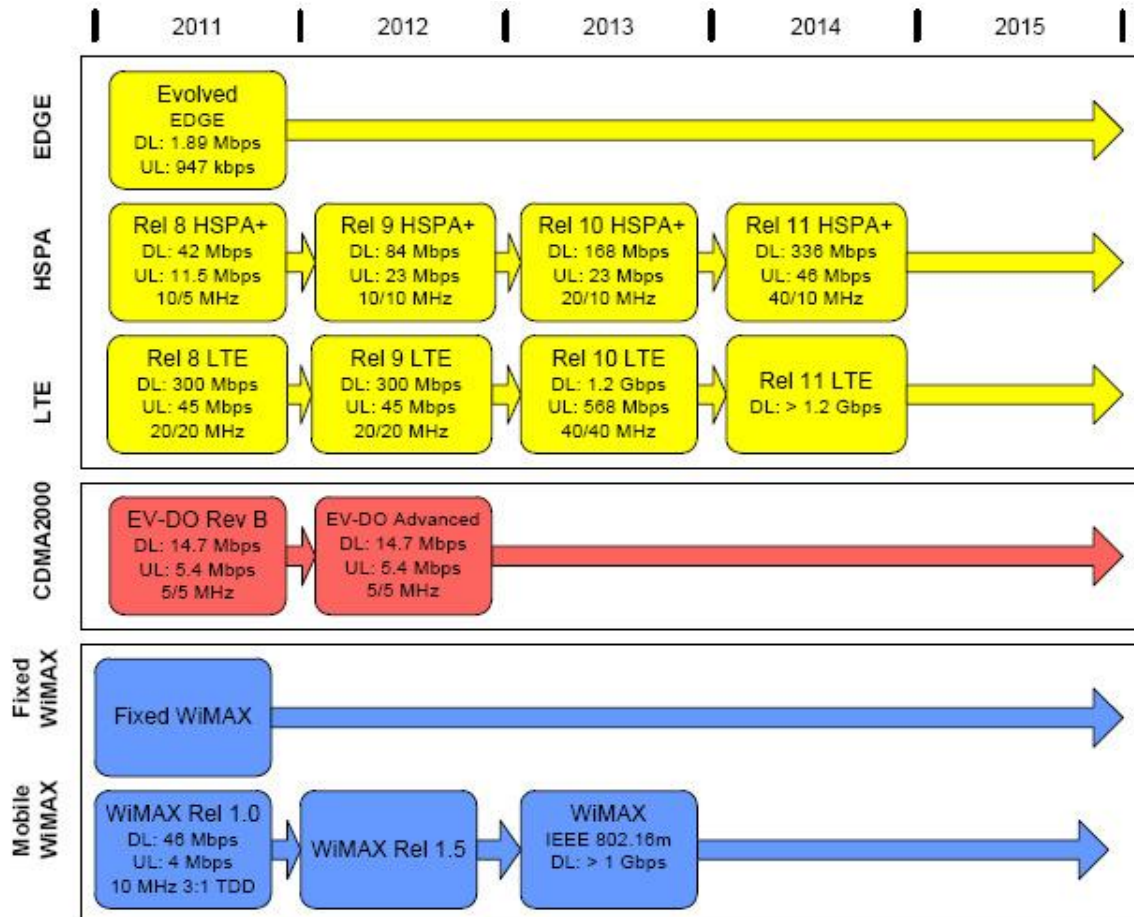 2011 2012 2013 2014 2015
EDGE
Evolved
EDGE
DL: 1.89 Mbps
UL: 947 kbps
HSPA
Rel 8 HSPA+
DL: 42 Mbps
UL: 11.5 Mbps
10/5 MHz
Rel 9 HSPA+
DL: 84 Mbps
UL: 23 Mbps
10/10 MHz
Rel 10 HSPA+
DL: 168 Mbps
UL: 23 Mbps
20/10 MHz
Rel 11 HSPA+
DL: 336 Mbps
UL: 46 Mbps
40/10 MHz
LTE
Rel 8 LTE
DL: 300 Mbps
UL: 45 Mbps
20/20 MHz
Rel 9 LTE
DL: 300 Mbps
UL: 45 Mbps
20/20 MHz
Rel 10 LTE
DL: 1.2 Gbps
UL: 568 Mbps
40/40 MHz
Rel 11 LTE
DL: > 1.2 Gbps
CDMA2000
EV-DO Rev B
DL: 14.7 Mbps
UL: 5.4 Mbps
5/5 MHz
EV-DO Advanced
DL: 14.7 Mbps
UL: 5.4 Mbps
5/5 MHz
Fixed
WiMAX
Fixed WiMAX
Mobile
WiMAX
WiMAX Rel 1.0
DL: 46 Mbps
UL: 4 Mbps
10 MHz 3:1 TDD
WiMAX Rel 1.5
WiMAX
IEEE 802.16m
DL: > 1 Gbps